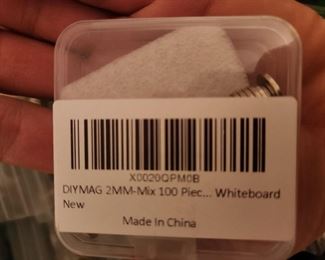 X0020QPM0B
DIYMAG 2MM-Mix 100 Piec... Whiteboard
New
Made In China